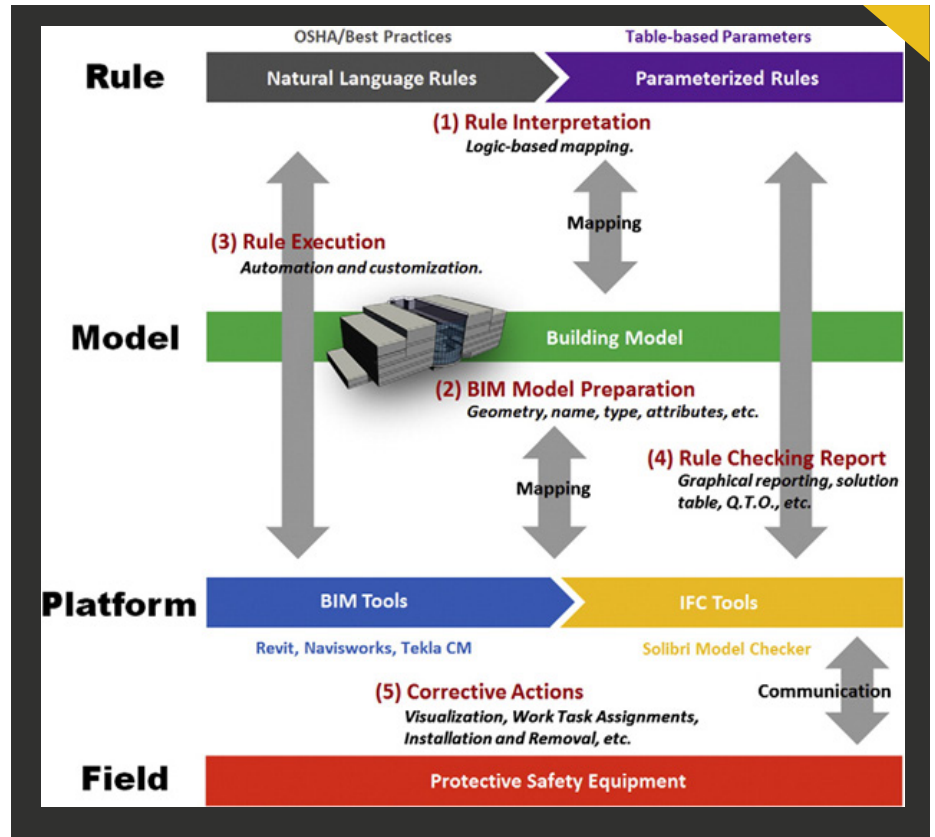 OSHA/Best Practices
Table-based Parameters
Rule
Natural Language Rules
Parameterized Rules
(1) Rule Interpretation
Logic-based mapping.
Mapping
(3) Rule Execution
Automation and customization.
Model
Building Model
(2) BIM Model Preparation
Geometry, name, type, attributes, etc.
Mapping
(4) Rule Checking Report
Graphical reporting, solution
table, Q.T.O., etc.
Platform
BIM Tools
IFC Tools
Revit, Navisworks, Tekla CM
Solibri Model Checker
Communication
(5) Corrective Actions
Visualization, Work Task Assignments,
Installation and Removal, etc.
Field
Protective Safety Equipment